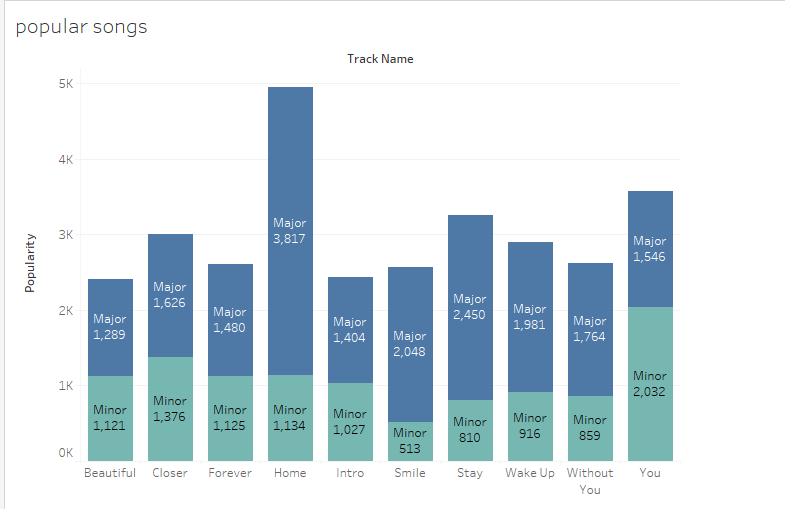 popular songs
Track Name
Popularity
5K
4K
3K
2K
1K
0K
Major
1,289
Minor
1,121
Major
1,626
Minor
1,376
Major
1,480
Minor
1,125
Major
3,817
Minor
1,134
Major
1,404
Minor
1,027
Major
2,048
Minor
513
Major
2,450
Minor
810
Major
1,981
Minor
916
Major
1,764
Minor
859
Major
1,546
Minor
2,032
Beautiful
Closer
Forever
Home
Intro
Smile
Stay
Wake Up
Without
You
You